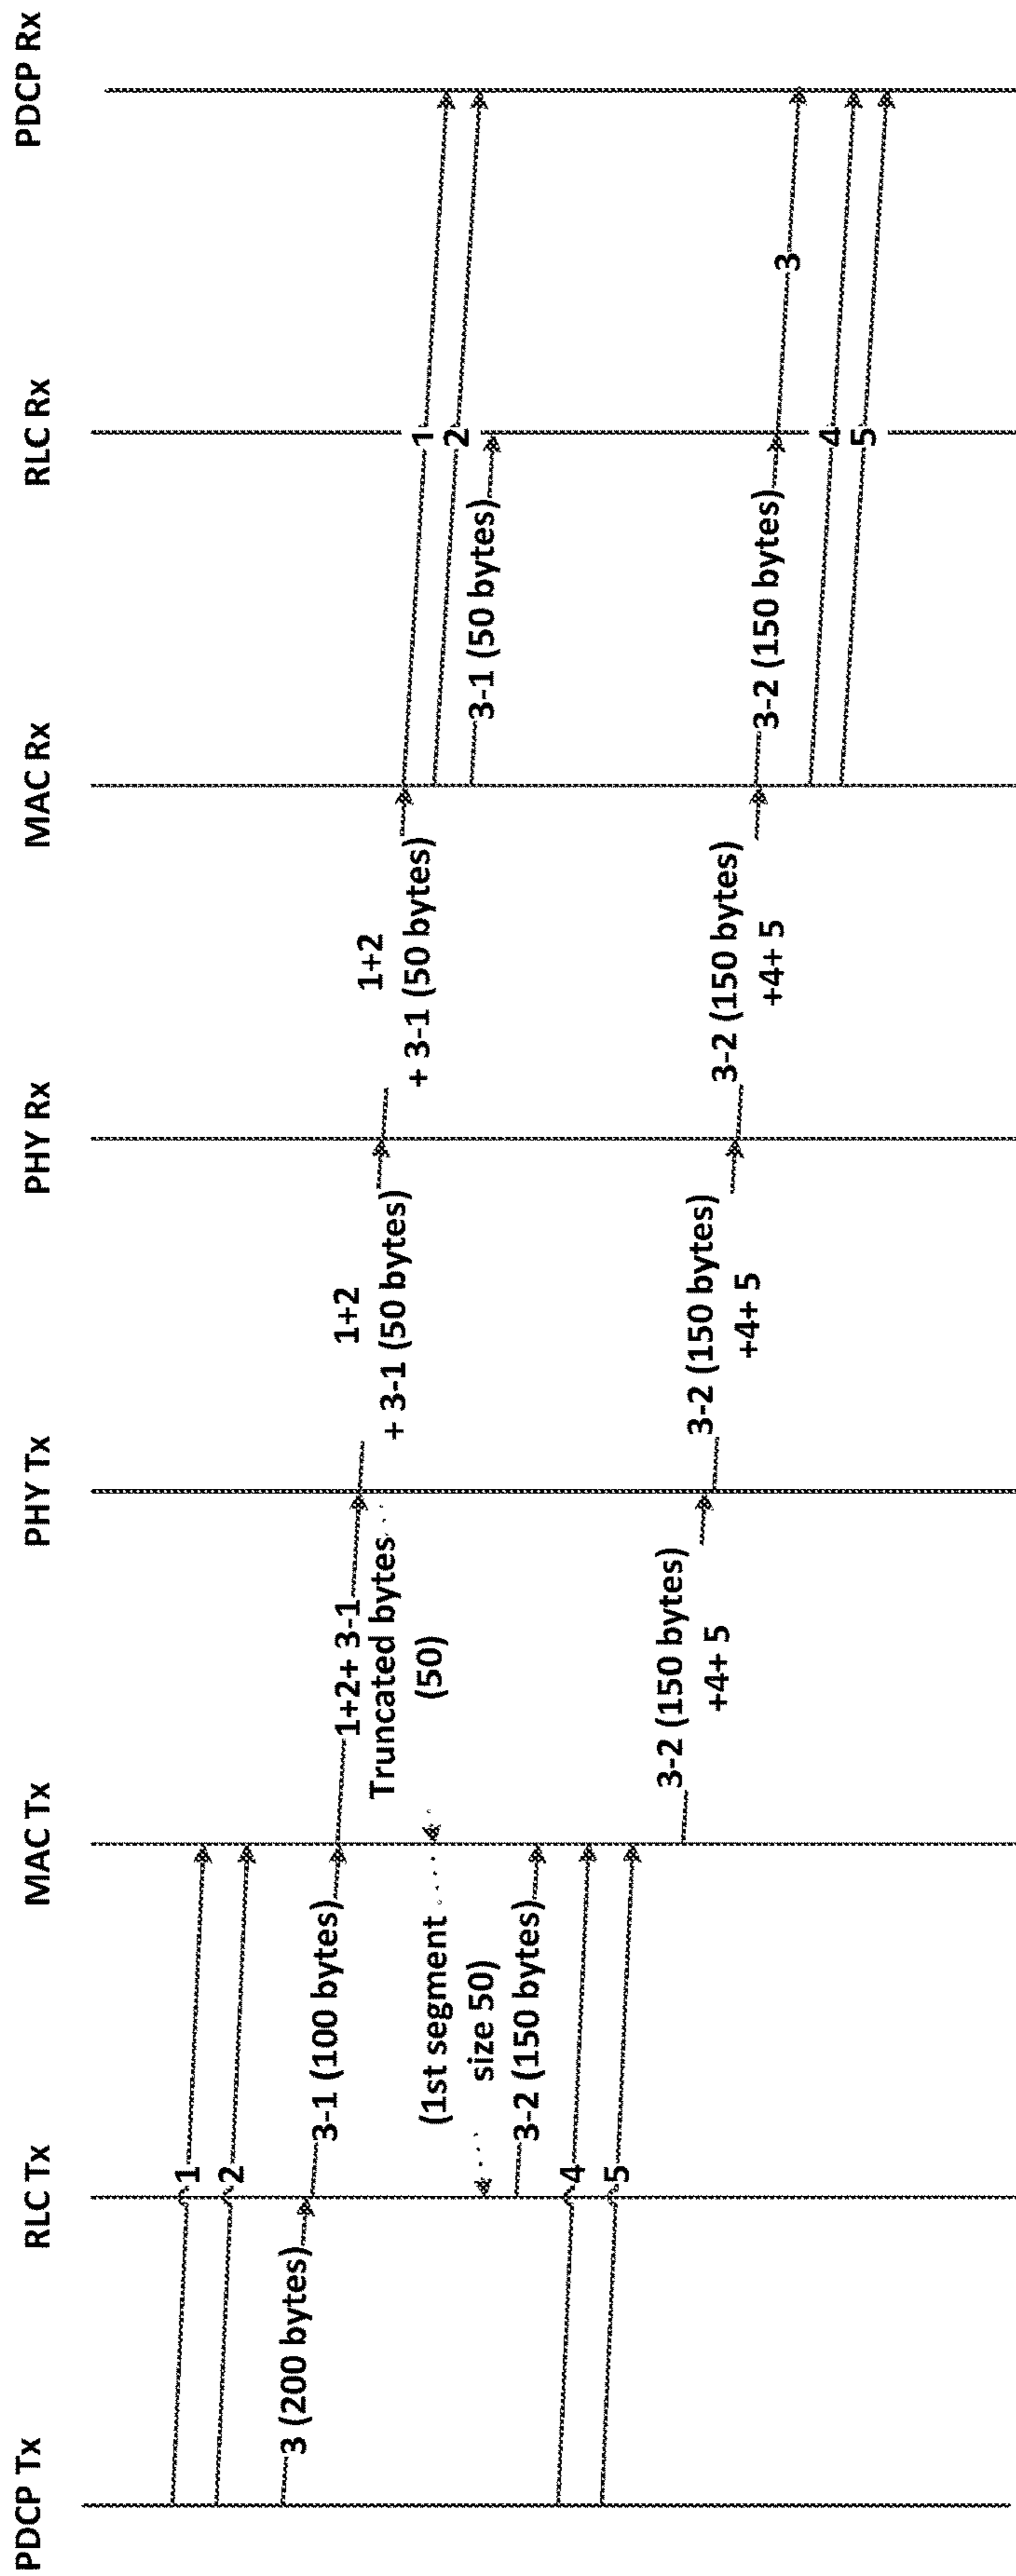 PDCP Tx
RLC Tx
MAC Tx
PHY Tx
PHY Rx
MAC Rx
RLC Rx
PDCP Rx
1
2
3 (200 bytes)
3-1 (100 bytes)
1+2+ 3-1
Truncated bytes
(50)
(1st segment
size 50)
3-2 (150 bytes)
4
5
3-2 (150 bytes)
+4+ 5
1+2
+ 3-1 (50 bytes)
3-2 (150 bytes)
+4+ 5
1+2
+ 3-1 (50 bytes)
3-2 (150 bytes)
+4+ 5
1
2
3-1 (50 bytes)
3-2 (150 bytes)
3
4
5